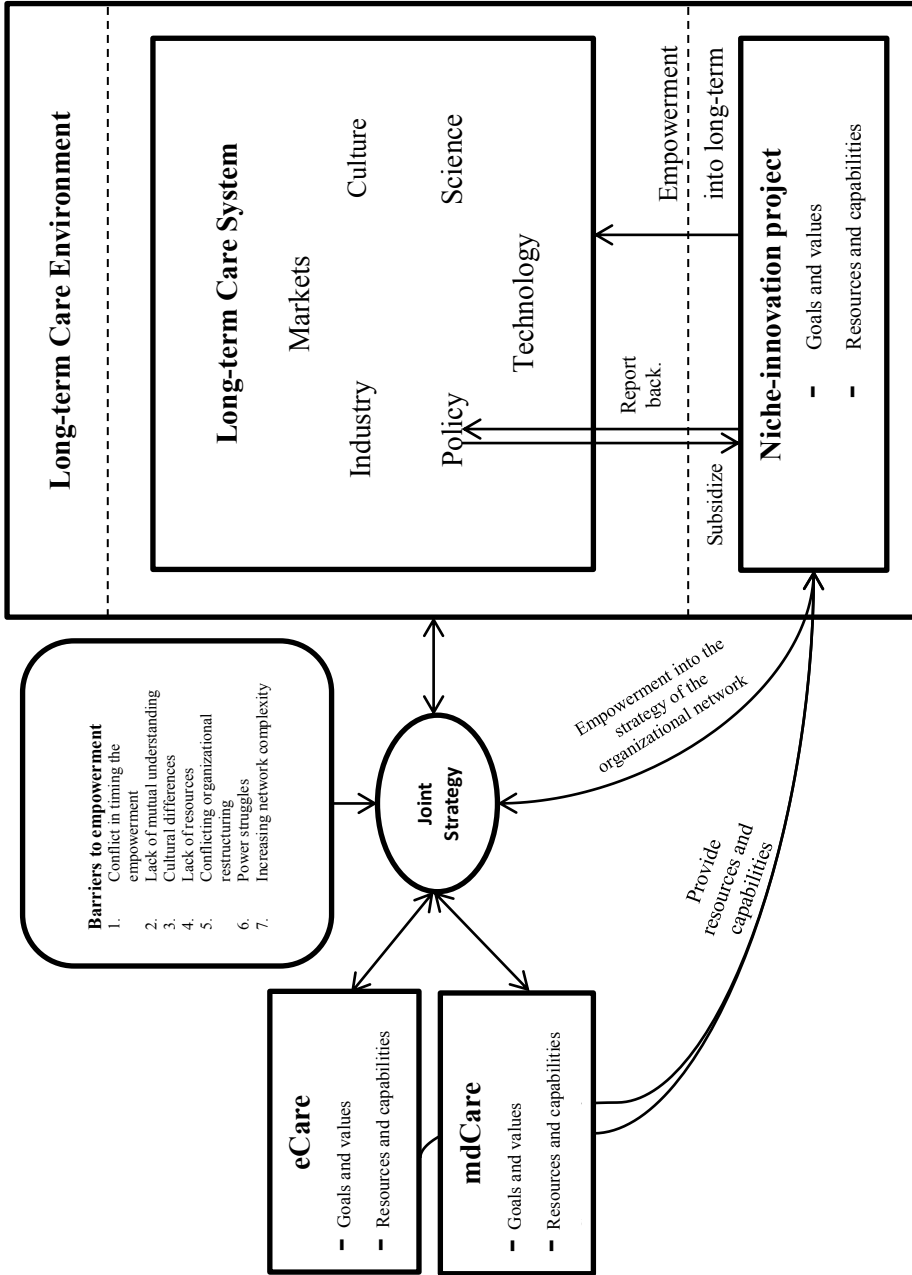 Long-term Care Environment
Long-term Care System
Markets
Industry
Culture
Policy
Science
Technology
Subsidize
Report
back.
Empowerment
into long-term
Niche-innovation project
- Goals and values
- Resources and capabilities
Barriers to empowerment
1. Conflict in timing the
empowerment
2. Lack of mutual understanding
3. Cultural differences
4. Lack of resources
5. Conflicting organizational
restructuring
6. Power struggles
7. Increasing network complexity
Joint
Strategy
Empowerment into the
strategy of the
organizational network
eCare
- Goals and values
- Resources and capabilities
mdCare
- Goals and values
- Resources and capabilities
Provide
resources and
capabilities